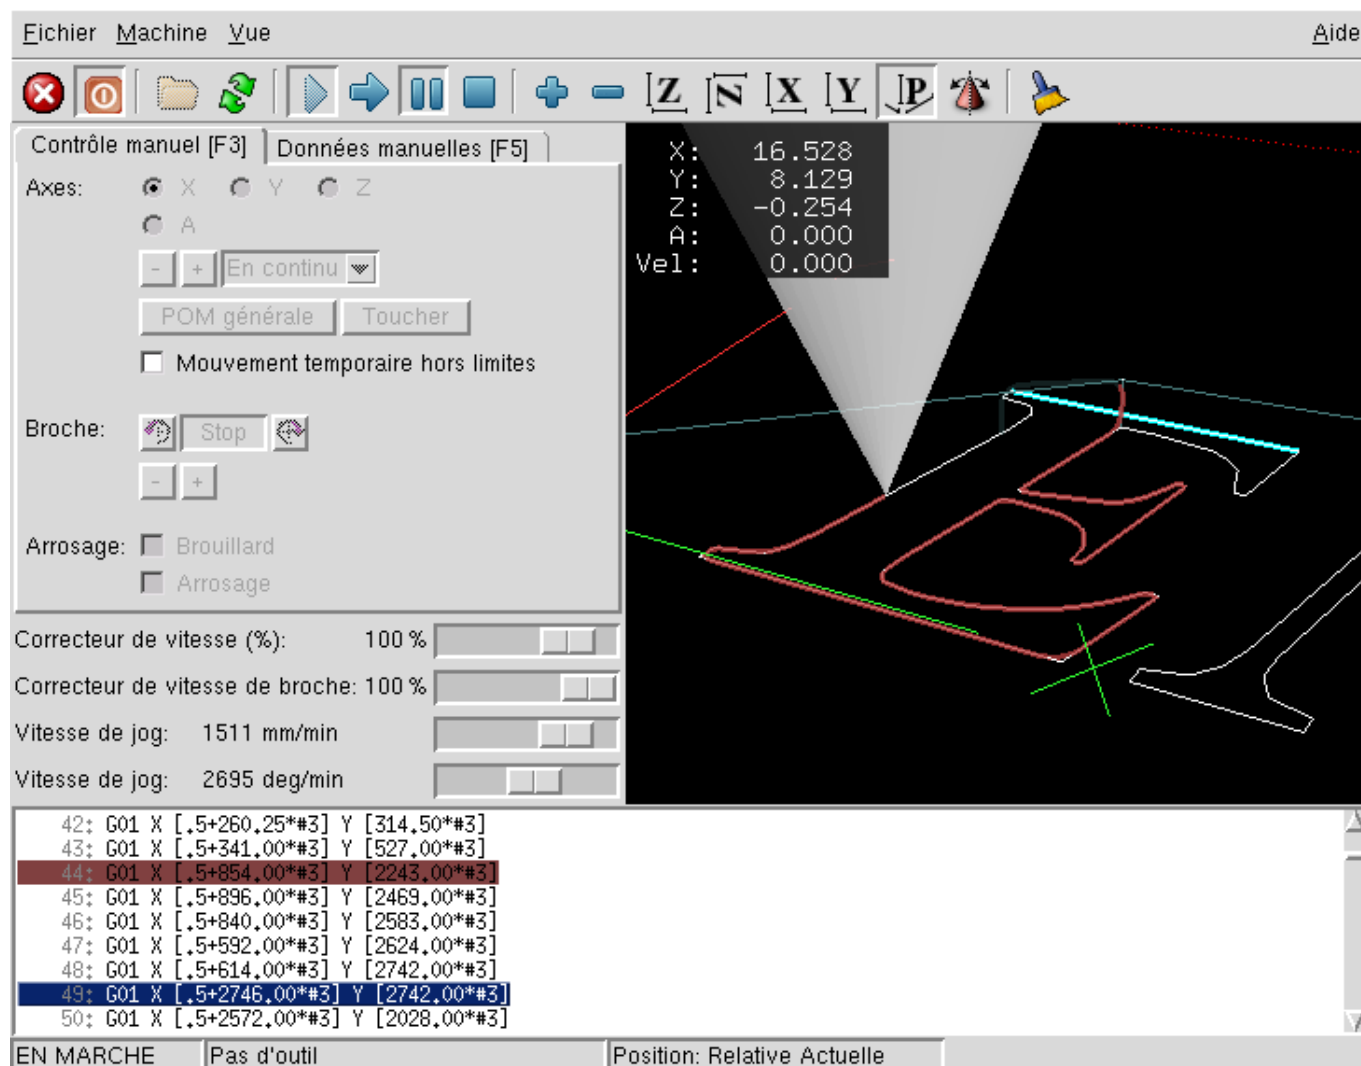 Fichier Machine Vue Aide
Z N X Y P
Contrôle manuel [F3] Données manuelles [F5]
Axes: X Y Z
A
- + En continu
POM générale Toucher
Mouvement temporaire hors limites
Broche: Stop
- +
Arrosage: Brouillard
Arrosage
Correcteur de vitesse (%): 100 %
Correcteur de vitesse de broche: 100 %
Vitesse de jog: 1511 mm/min
Vitesse de jog: 2695 deg/min
X: 16.528
Y: 8.129
Z: -0.254
A: 0.000
Vel: 0.000
42: G01 X [.5+260.25*#3] Y [314.50*#3]
43: G01 X [.5+341.00*#3] Y [527.00*#3]
44: G01 X [.5+854.00*#3] Y [2243.00*#3]
45: G01 X [.5+896.00*#3] Y [2469.00*#3]
46: G01 X [.5+840.00*#3] Y [2583.00*#3]
47: G01 X [.5+592.00*#3] Y [2624.00*#3]
48: G01 X [.5+614.00*#3] Y [2742.00*#3]
49: G01 X [.5+2746.00*#3] Y [2742.00*#3]
50: G01 X [.5+2572.00*#3] Y [2028.00*#3]
EN MARCHE Pas d'outil Position: Relative Actuelle